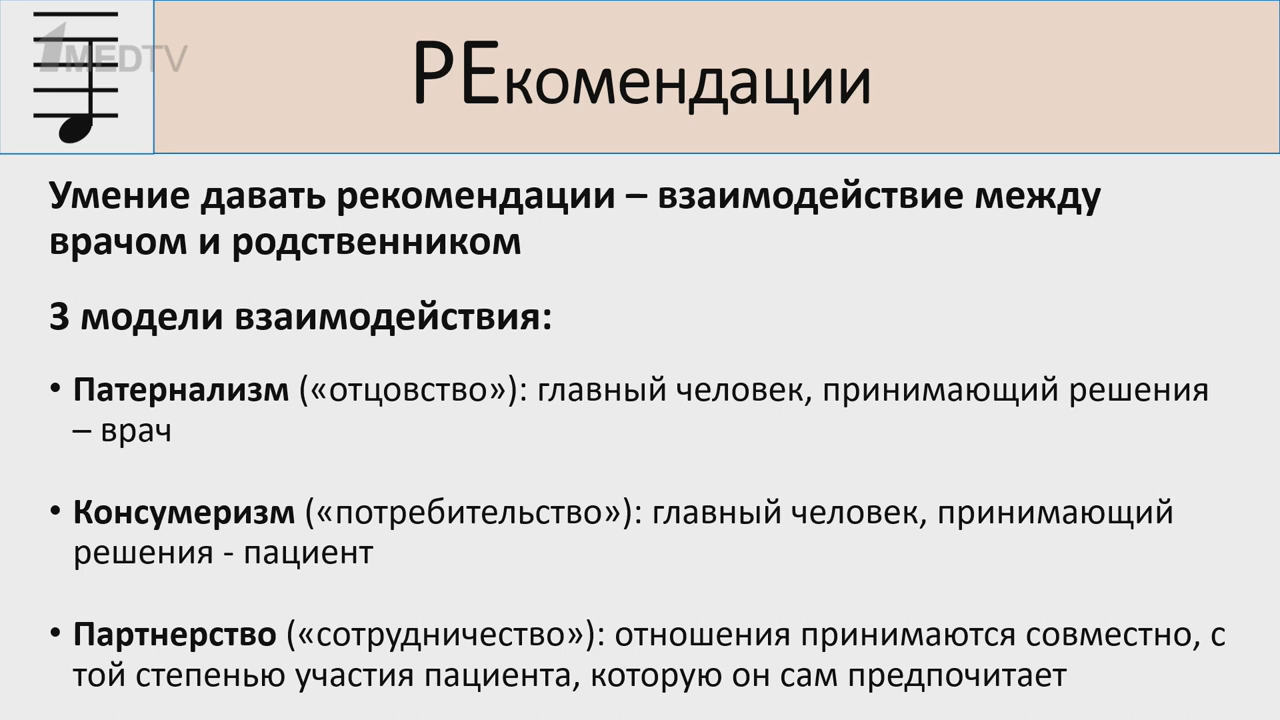 1MEDTV
РЕкомендации
Умение давать рекомендации – взаимодействие между
врачом и родственником
3 модели взаимодействия:
• Патернализм («отцовство»): главный человек, принимающий решения
– врач
• Консумеризм («потребительство»): главный человек, принимающий
решения - пациент
• Партнерство («сотрудничество»): отношения принимаются совместно, с
той степенью участия пациента, которую он сам предпочитает